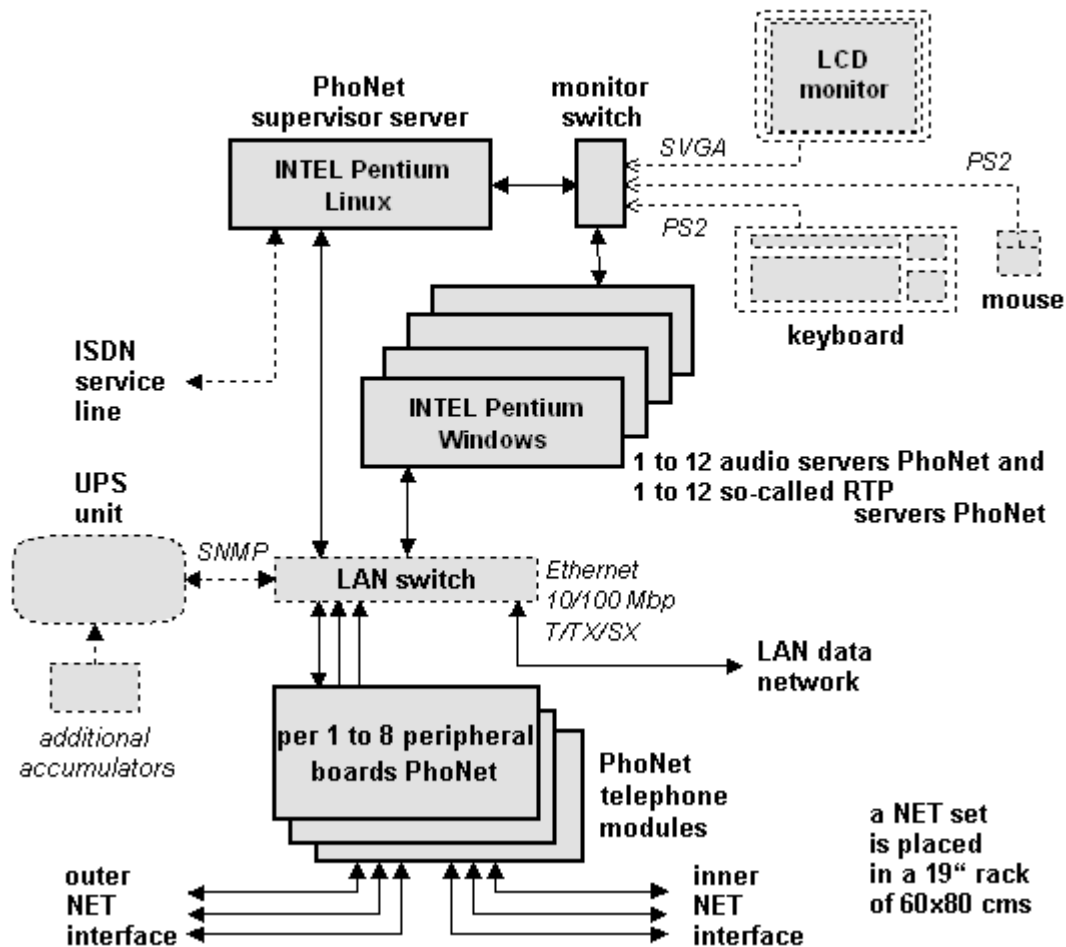 PhoNet
supervisor server
INTEL Pentium
Linux
monitor
switch
LCD
monitor
SVGA
PS2
PS2
keyboard
mouse
ISDN
service
line
INTEL Pentium
Windows
1 to 12 audio servers PhoNet and
1 to 12 so-called RTP
servers PhoNet
UPS
unit
SNMP
LAN switch
Ethernet
10/100 Mbp
T/TX/SX
LAN data
network
additional
accumulators
per 1 to 8 peripheral
boards PhoNet
PhoNet
telephone
modules
a NET set
is placed
in a 19“ rack
of 60x80 cms
outer
NET
interface
inner
NET
interface